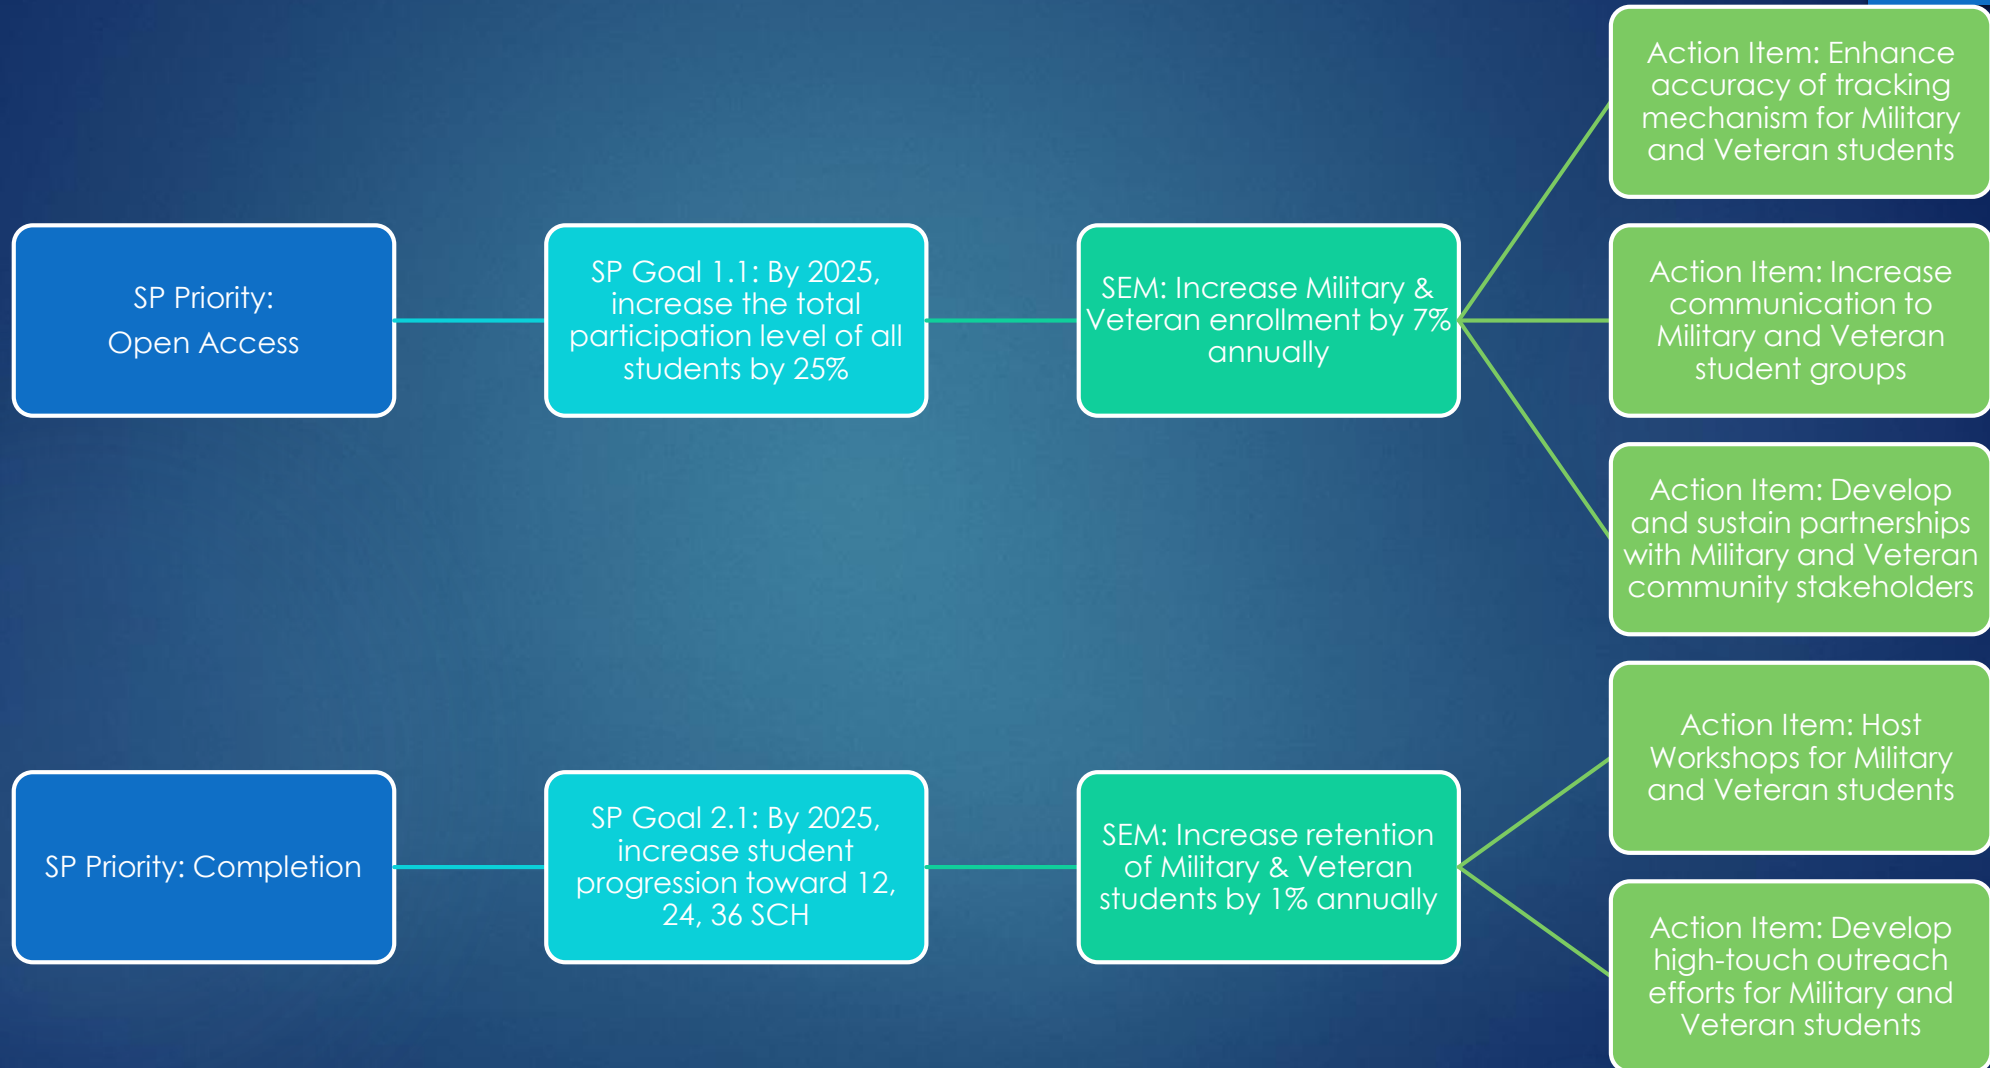 SP Priority:
Open Access
SP Goal 1.1: By 2025,
increase the total
participation level of all
students by 25%
SEM: Increase Military &
Veteran enrollment by 7%
annually
Action Item: Enhance
accuracy of tracking
mechanism for Military
and Veteran students
Action Item: Increase
communication to
Military and Veteran
student groups
Action Item: Develop
and sustain partnerships
with Military and Veteran
community stakeholders
SP Priority: Completion
SP Goal 2.1: By 2025,
increase student
progression toward 12,
24, 36 SCH
SEM: Increase retention
of Military & Veteran
students by 1% annually
Action Item: Host
Workshops for Military
and Veteran students
Action Item: Develop
high-touch outreach
efforts for Military and
Veteran students